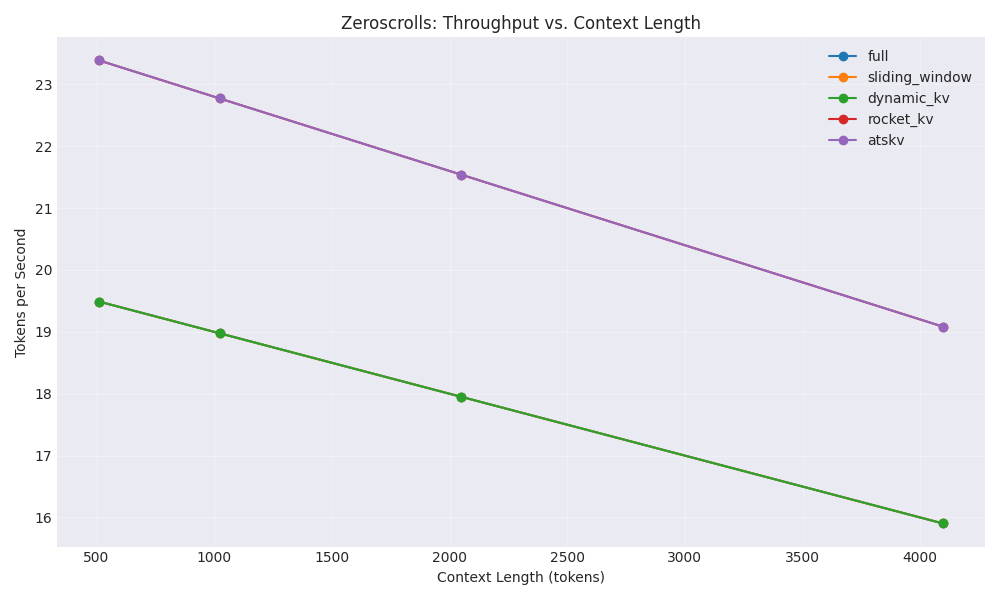 Zeroscrolls: Throughput vs. Context Length
full
sliding_window
dynamic_kv
rocket_kv
atskv
Tokens per Second
23
22
21
20
19
18
17
16
500 1000 1500 2000 2500 3000 3500 4000
Context Length (tokens)